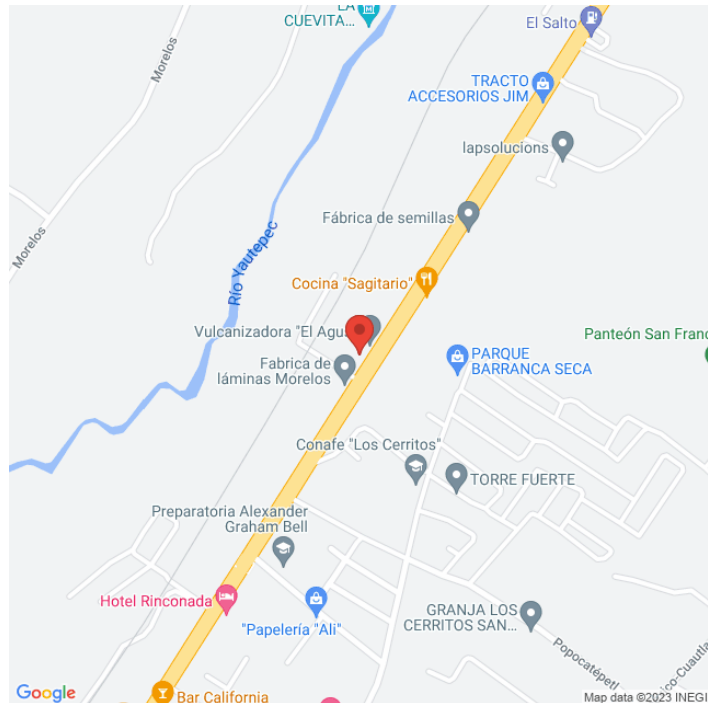 LA
CUEVITA...
El Salto
TRACTO
ACCESORIOS JIM
Morelos
lapsolucions
Fábrica de semillas
Río Yautepec
Morelos
Cocina "Sagitario"
Vulcanizadora "El Agu
Fabrica de
láminas Morelos
PARQUE
BARRANCA SECA
Panteón San Franc
Conafe "Los Cerritos"
TORRE FUERTE
Preparatoria Alexander
Graham Bell
Hotel Rinconada
"Papelería "Ali"
GRANJA LOS
CERRITOS SAN...
Popocatépetl
ico-Cuautla
Bar California
Google
Map data ©2023 INEGI